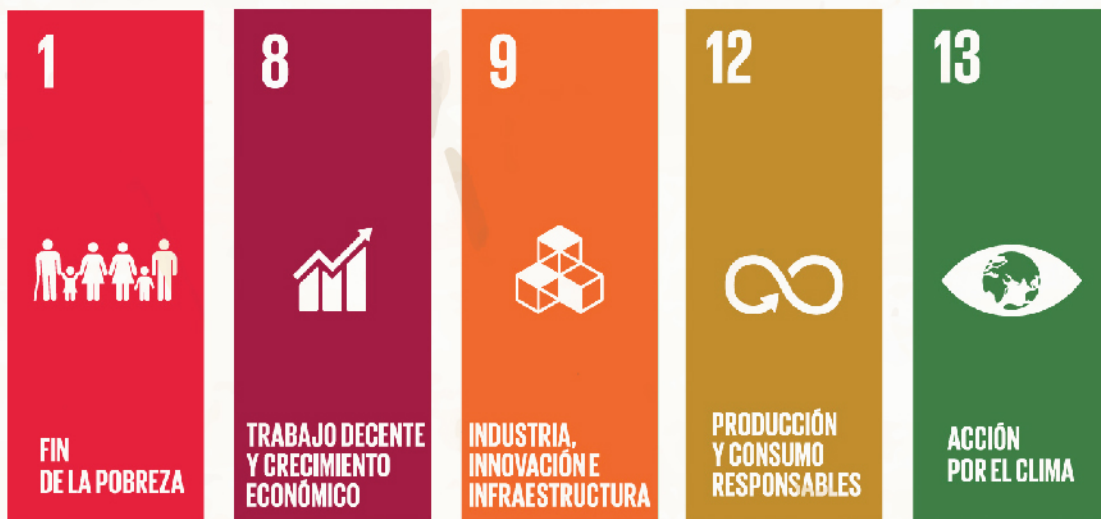 1
FIN
DE LA POBREZA
8
TRABAJO DECENTE
Y CRECIMIENTO
ECONÓMICO
9
INDUSTRIA,
INNOVACIÓN E
INFRAESTRUCTURA
12
PRODUCCIÓN
Y CONSUMO
RESPONSABLES
13
ACCIÓN
POR EL CLIMA